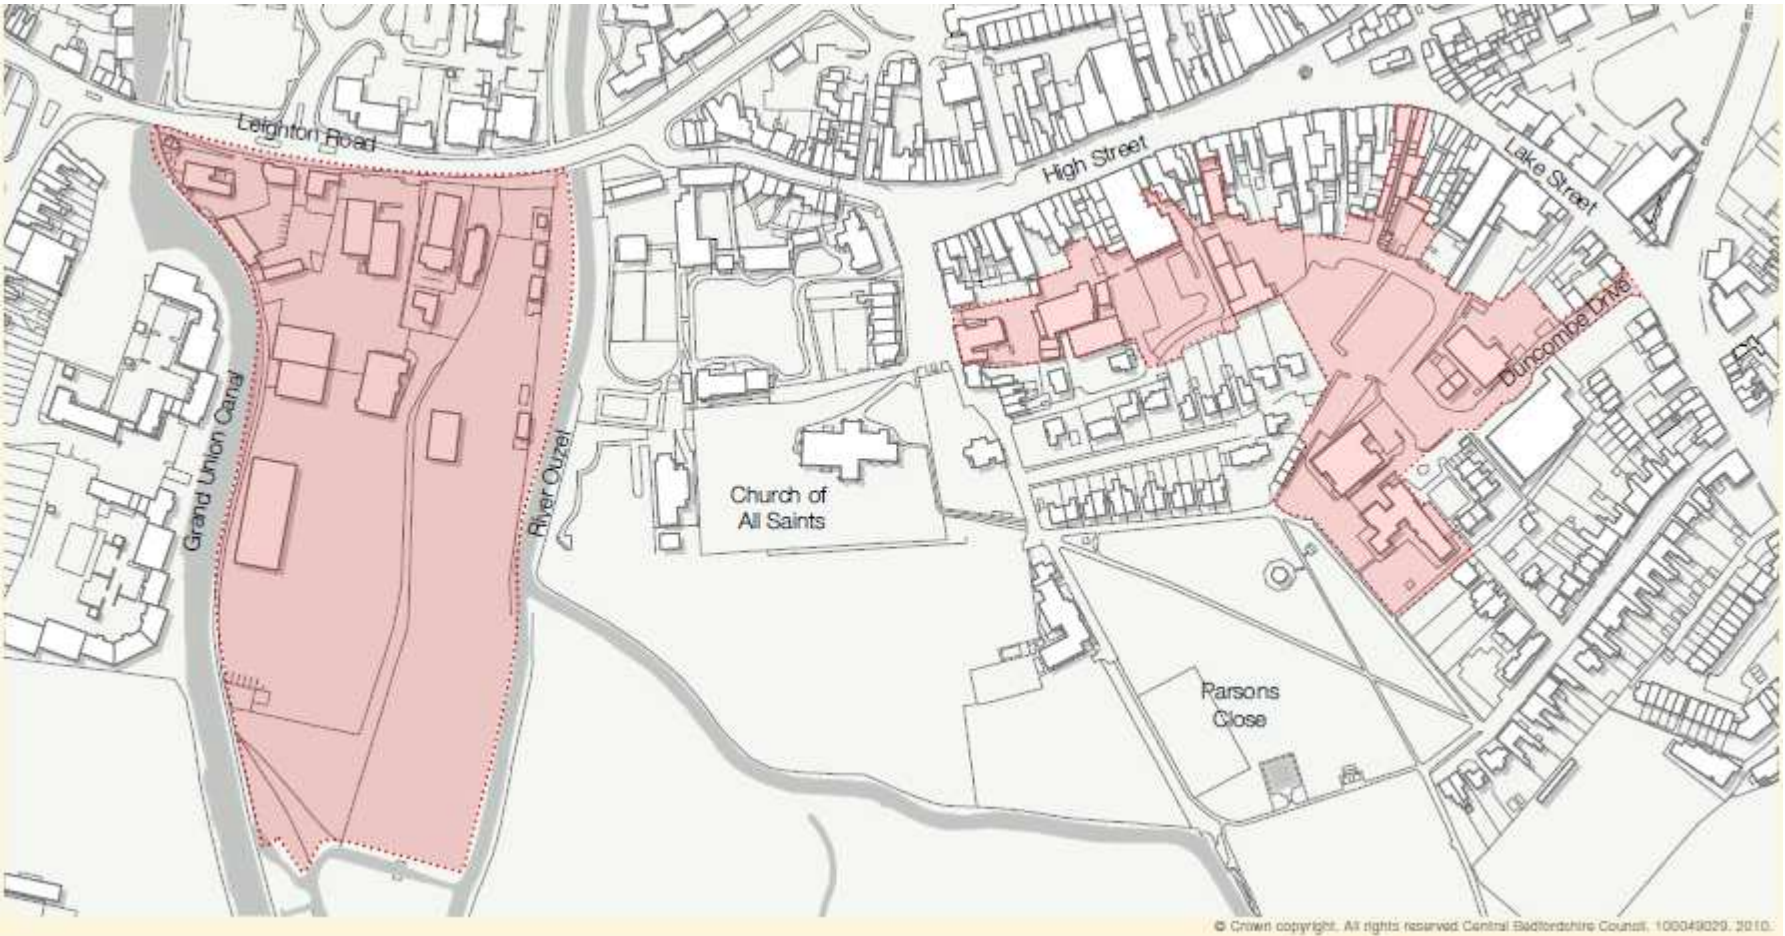 Leighton Road
High Street
Lake Street
Duncombe Drive
Grand Union Canal
River Ouzel
Church of
All Saints
Parsons
Close
© Crown copyright. All rights reserved Central Bedfordshire Council. 100049029. 2010.